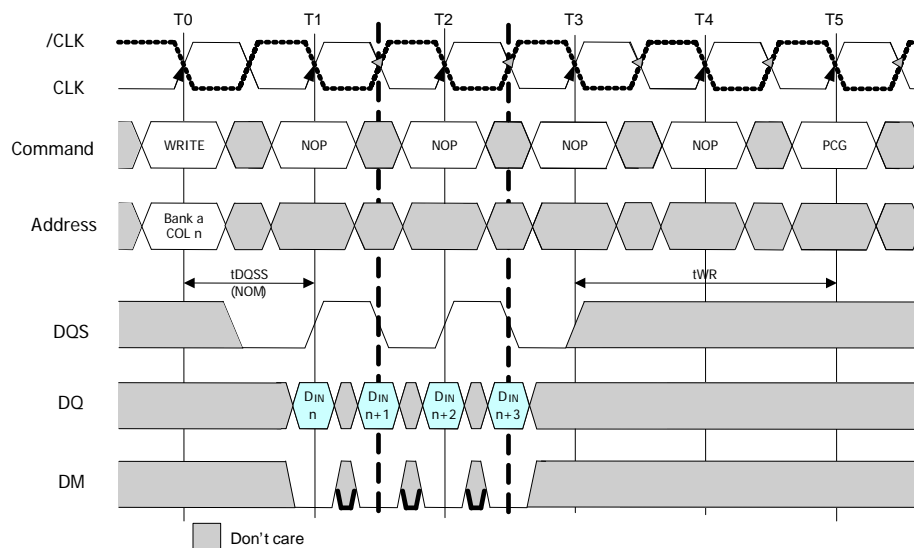 T0 T1 T2 T3 T4 T5
/CLK
CLK
Command WRITE NOP NOP NOP NOP PCG
Address Bank a
COL n
tDQSS
(NOM)
tWR
DQS
DQ DIN
n DIN
n+1 DIN
n+2 DIN
n+3
DM
Don't care